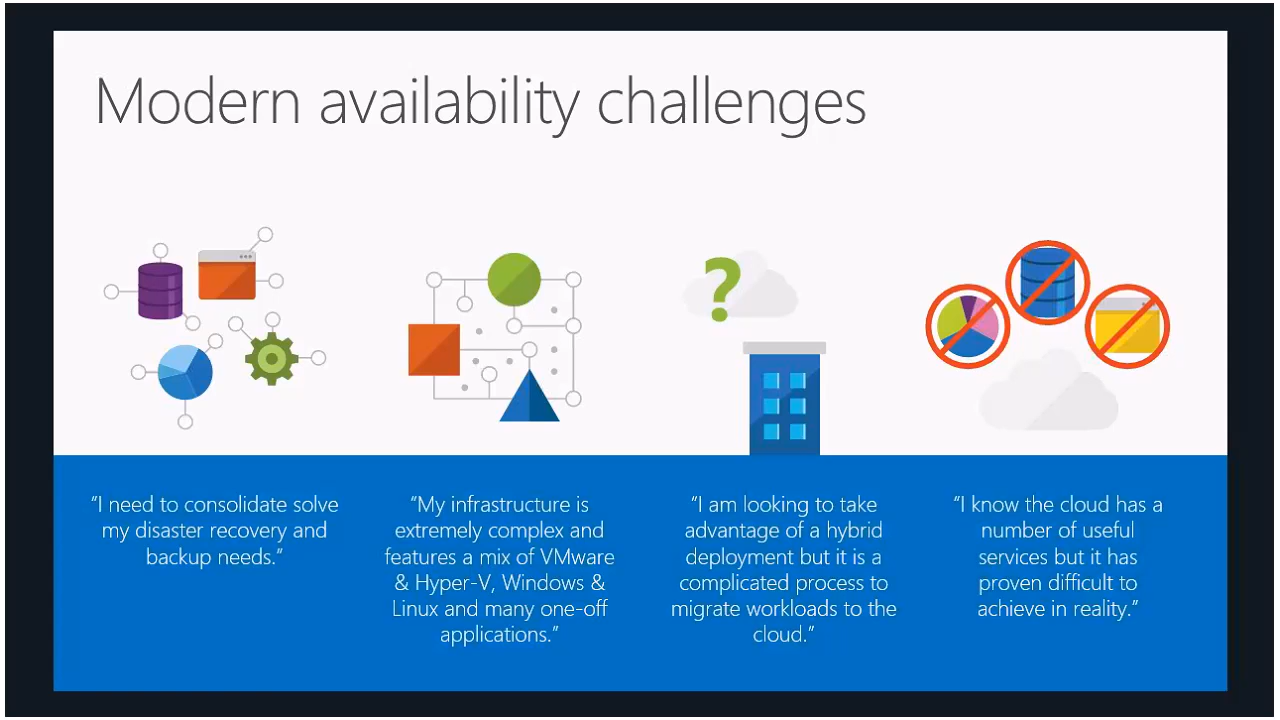 Modern availability challenges
“I need to consolidate solve
my disaster recovery and
backup needs.”
“My infrastructure is
extremely complex and
features a mix of VMware
& Hyper-V, Windows &
Linux and many one-off
applications.”
“I am looking to take
advantage of a hybrid
deployment but it is a
complicated process to
migrate workloads to the
cloud.”
“I know the cloud has a
number of useful
services but it has
proven difficult to
achieve in reality.”